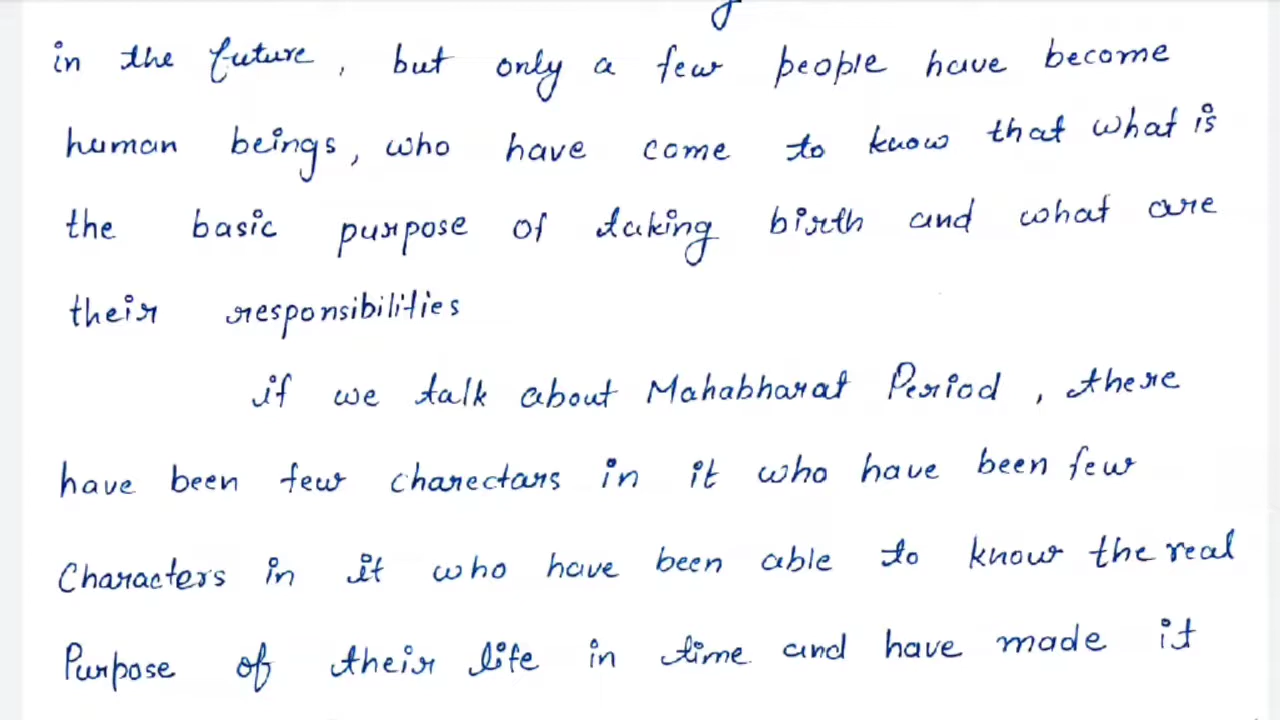 in the future, but only a few people have become
human beings, who have come to know that what is
the basic purpose of taking birth and what are
their responsibilities
if we talk about Mahabharat Period, there
have been few charectars in it who have been few
Characters in it who have been able to know the real
Purpose of their life in time and have made it